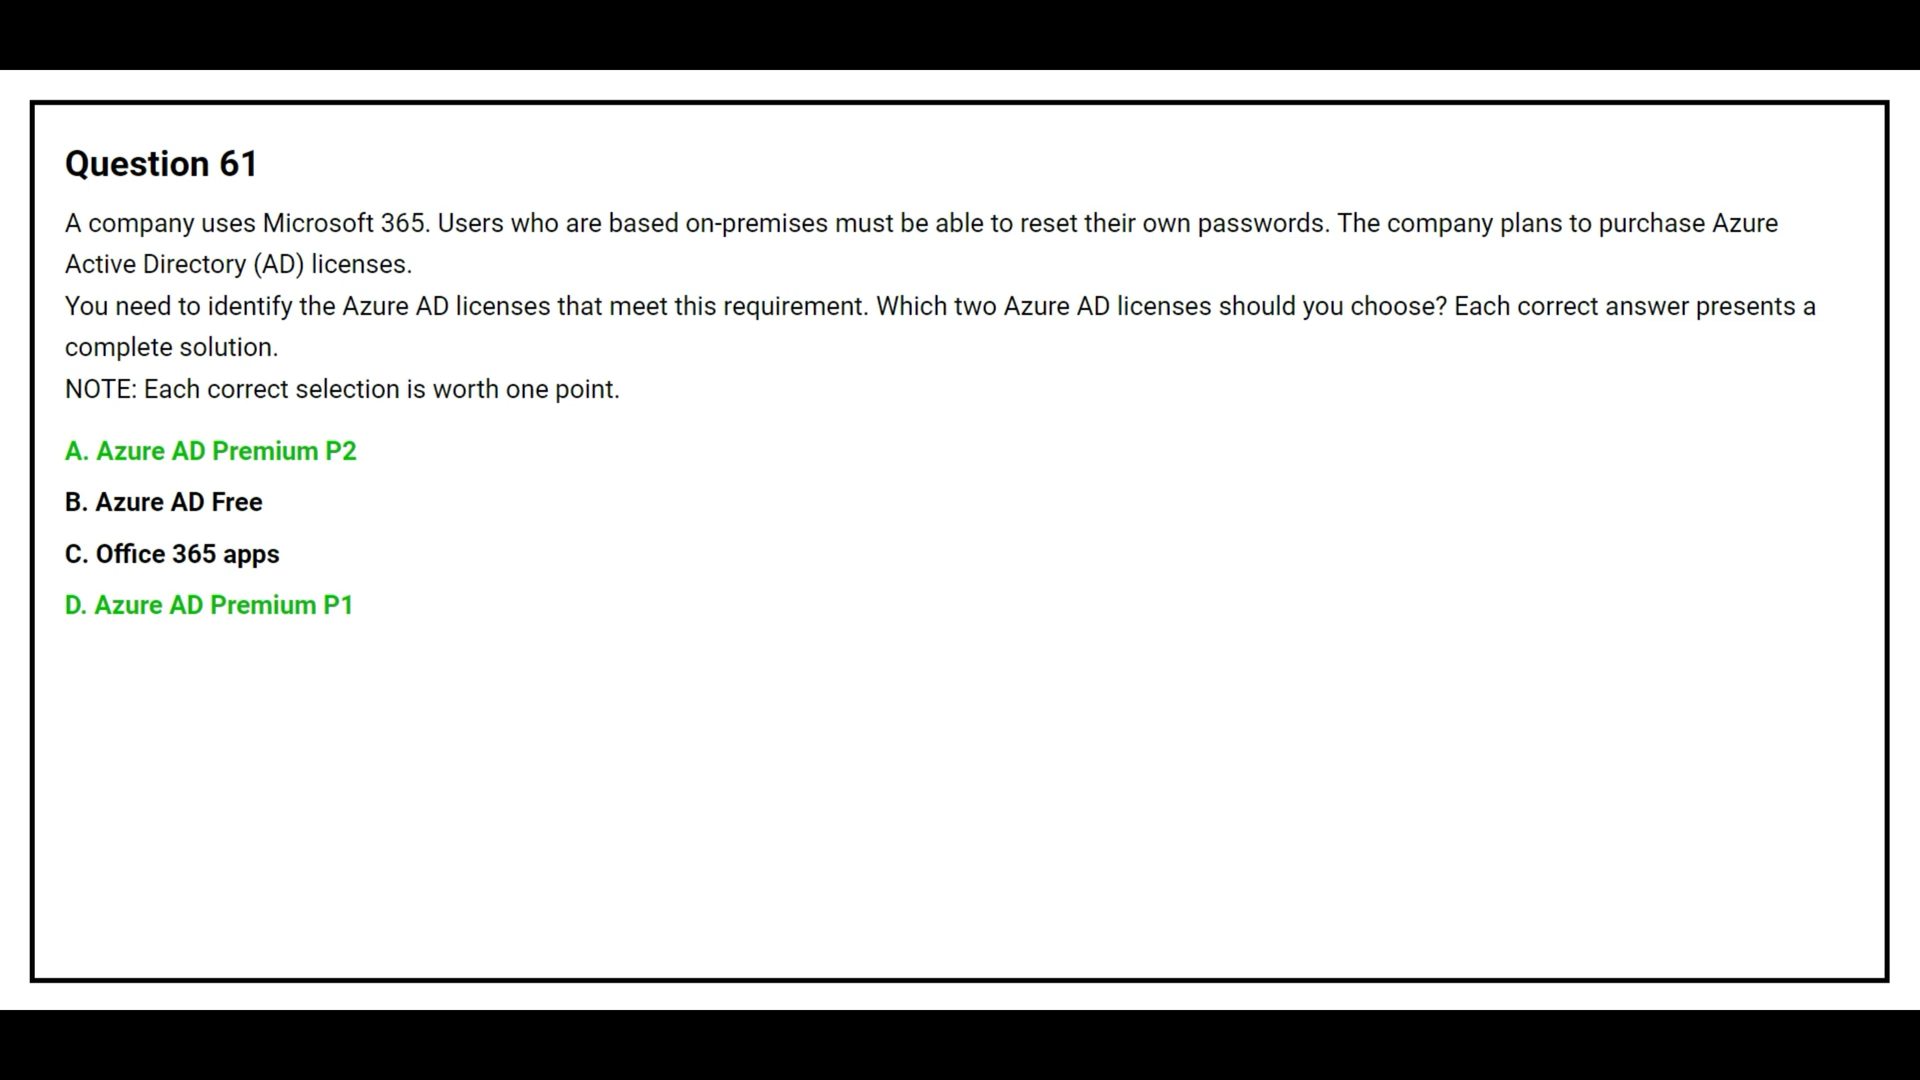 Question 61
A company uses Microsoft 365. Users who are based on-premises must be able to reset their own passwords. The company plans to purchase Azure
Active Directory (AD) licenses.
You need to identify the Azure AD licenses that meet this requirement. Which two Azure AD licenses should you choose? Each correct answer presents a
complete solution.
NOTE: Each correct selection is worth one point.
A. Azure AD Premium P2
B. Azure AD Free
C. Office 365 apps
D. Azure AD Premium P1